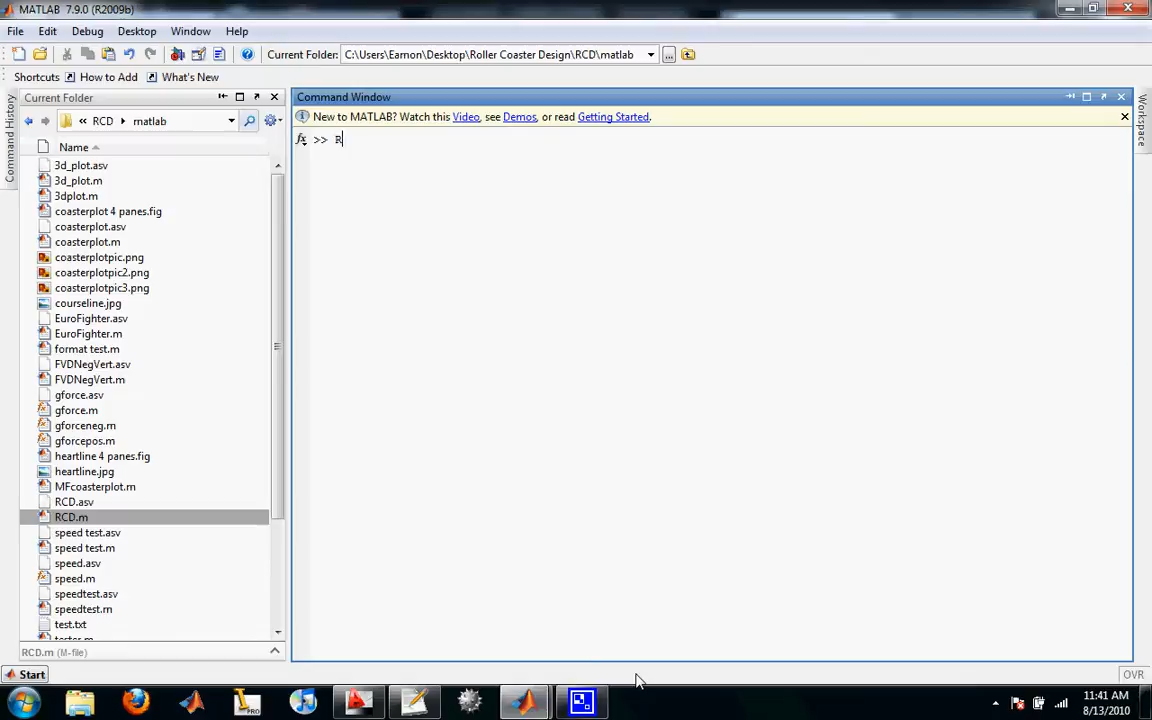 MATLAB 7.9.0 (R2009b)
File Edit Debug Desktop Window Help
Current Folder: C:\Users\Eamon\Desktop\Roller Coaster Design\RCD\matlab
Shortcuts How to Add What's New
Current Folder
Command Window
Command History
Workspace
« RCD matlab
New to MATLAB? Watch this Video, see Demos, or read Getting Started.
fx >> R
Name
3d_plot.asv
3d_plot.m
3dplot.m
coasterplot 4 panes.fig
coasterplot.asv
coasterplot.m
coasterplotpic.png
coasterplotpic2.png
coasterplotpic3.png
courseline.jpg
EuroFighter.asv
EuroFighter.m
format test.m
FVDNegVert.asv
FVDNegVert.m
gforce.asv
gforce.m
gforceneg.m
gforcepos.m
heartline 4 panes.fig
heartline.jpg
MFcoasterplot.m
RCD.asv
RCD.m
speed test.asv
speed test.m
speed.asv
speed.m
speedtest.asv
speedtest.m
test.txt
tester.m
RCD.m (M-file)
Start
OVR
PRO
11:41 AM
8/13/2010